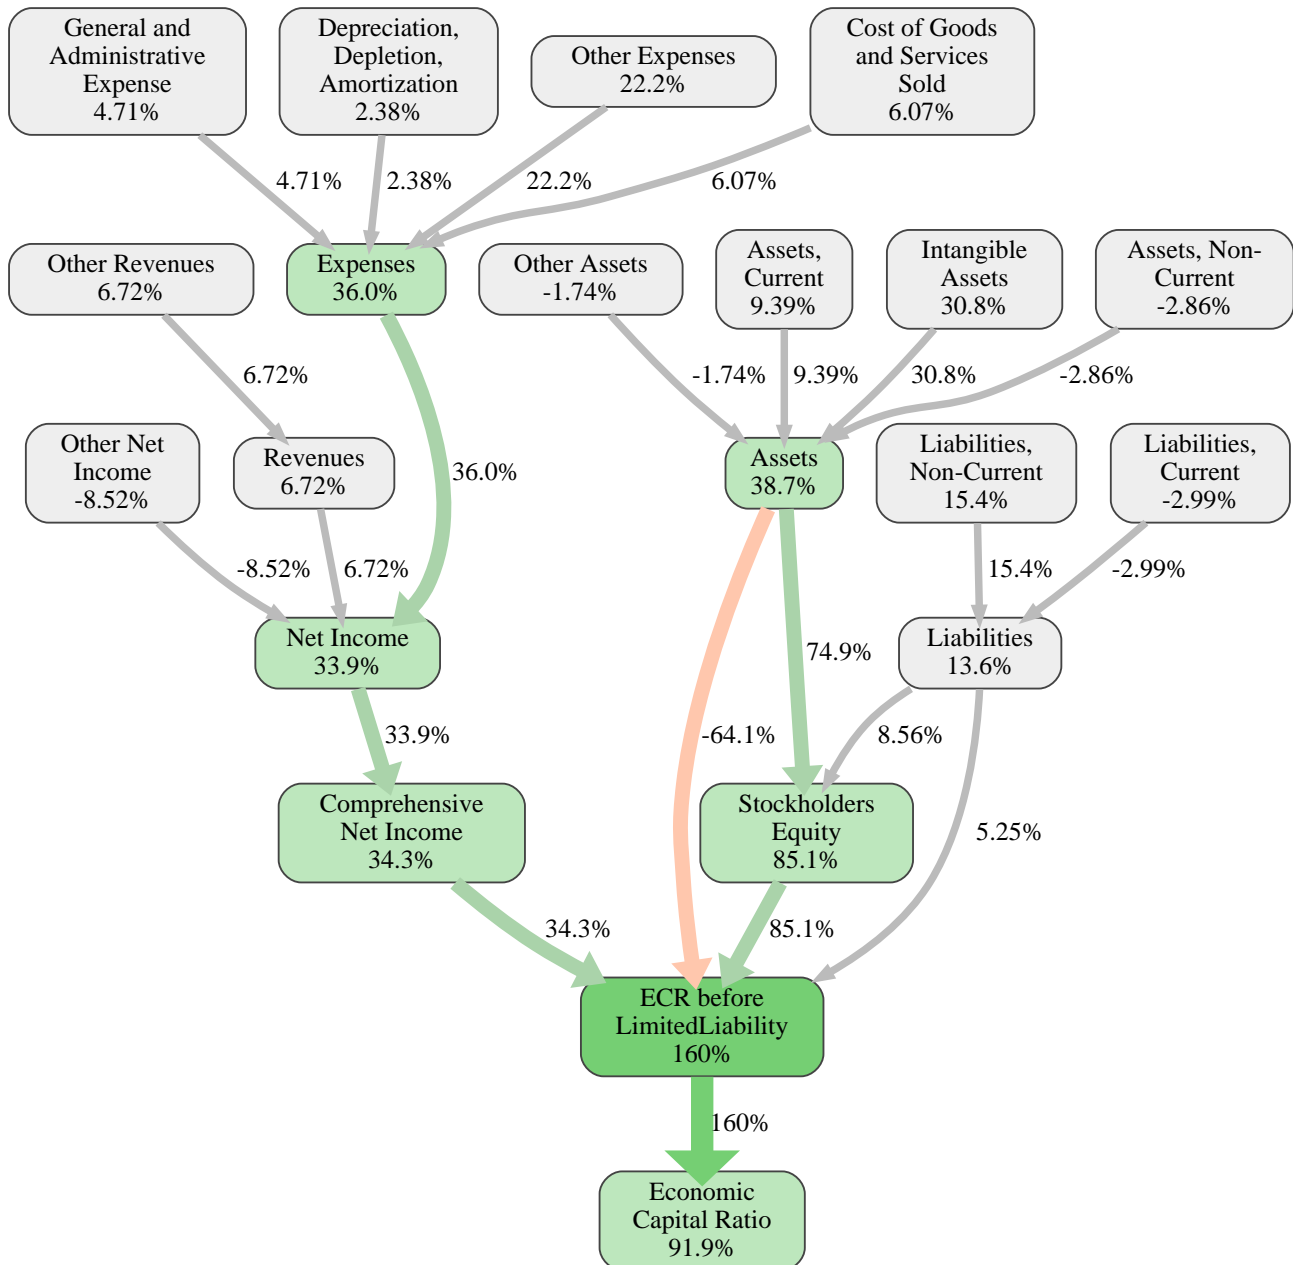 General and
Administrative
Expense
4.71%
Depreciation,
Depletion,
Amortization
2.38%
Other Expenses
22.2%
Cost of Goods
and Services
Sold
6.07%
4.71%
2.38%
22.2%
6.07%
Other Revenues
6.72%
Expenses
36.0%
Other Assets
-1.74%
Assets,
Current
9.39%
Intangible
Assets
30.8%
Assets, Non-
Current
-2.86%
6.72%
-1.74%
9.39%
30.8%
-2.86%
Other Net
Income
-8.52%
Revenues
6.72%
36.0%
Assets
38.7%
Liabilities,
Non-Current
15.4%
Liabilities,
Current
-2.99%
-8.52%
6.72%
15.4%
-2.99%
Net Income
33.9%
74.9%
Liabilities
13.6%
33.9%
-64.1%
8.56%
Comprehensive
Net Income
34.3%
Stockholders
Equity
85.1%
5.25%
34.3%
85.1%
ECR before
LimitedLiability
160%
160%
Economic
Capital Ratio
91.9%